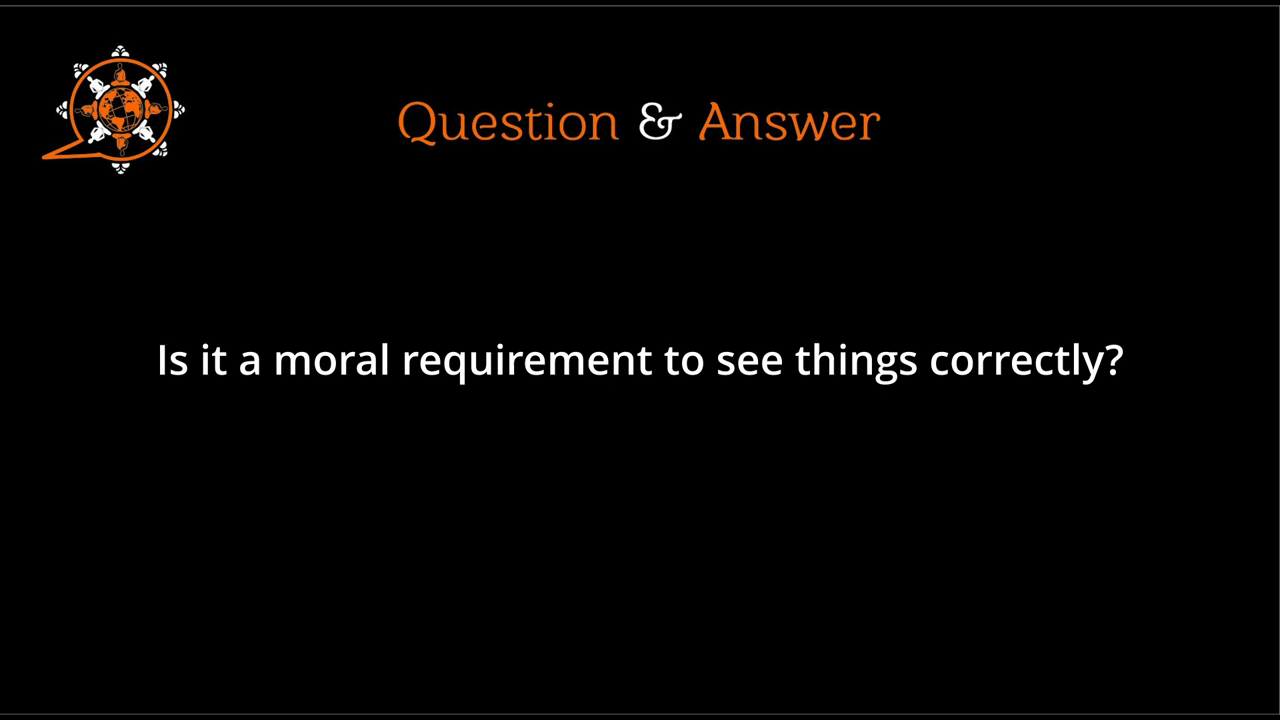 Question & Answer
Is it a moral requirement to see things correctly?